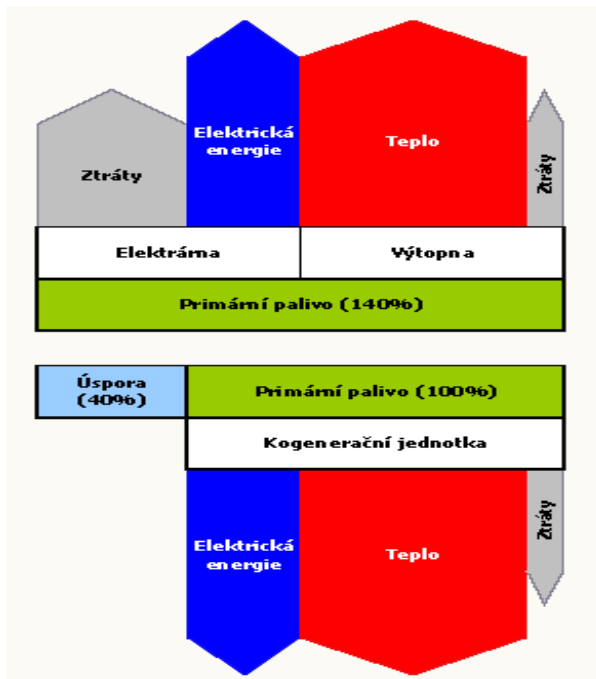 Elektrická
energie
Teplo
Ztráty
Ztráty
Elektrárna
Výtopna
Primární palivo (140%)
Úspora
(40%)
Primární palivo (100%)
Kogenerační jednotka
Elektrická
energie
Teplo
Ztráty